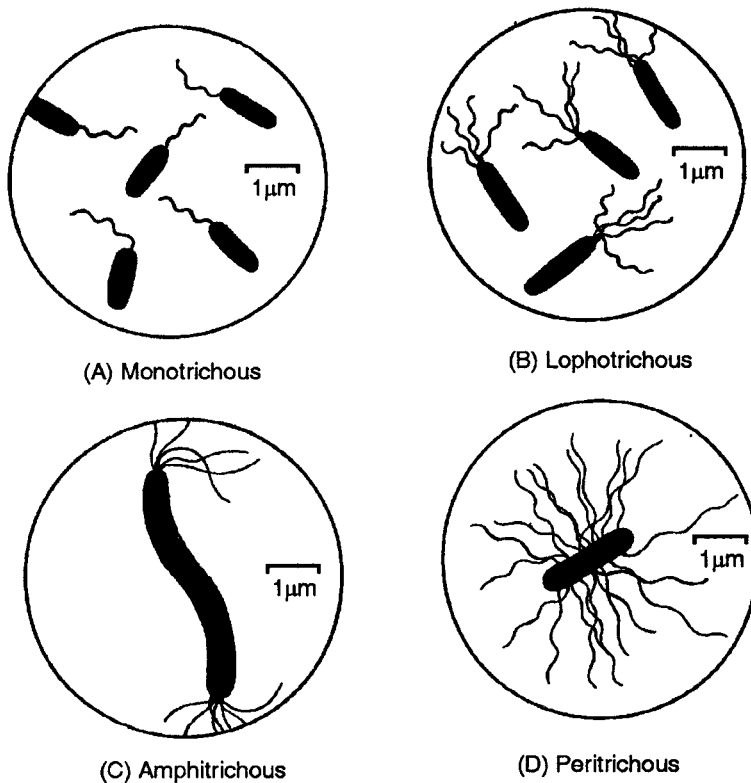 1μm
1μm
(A) Monotrichous
(B) Lophotrichous
1μm
1μm
(C) Amphitrichous
(D) Peritrichous